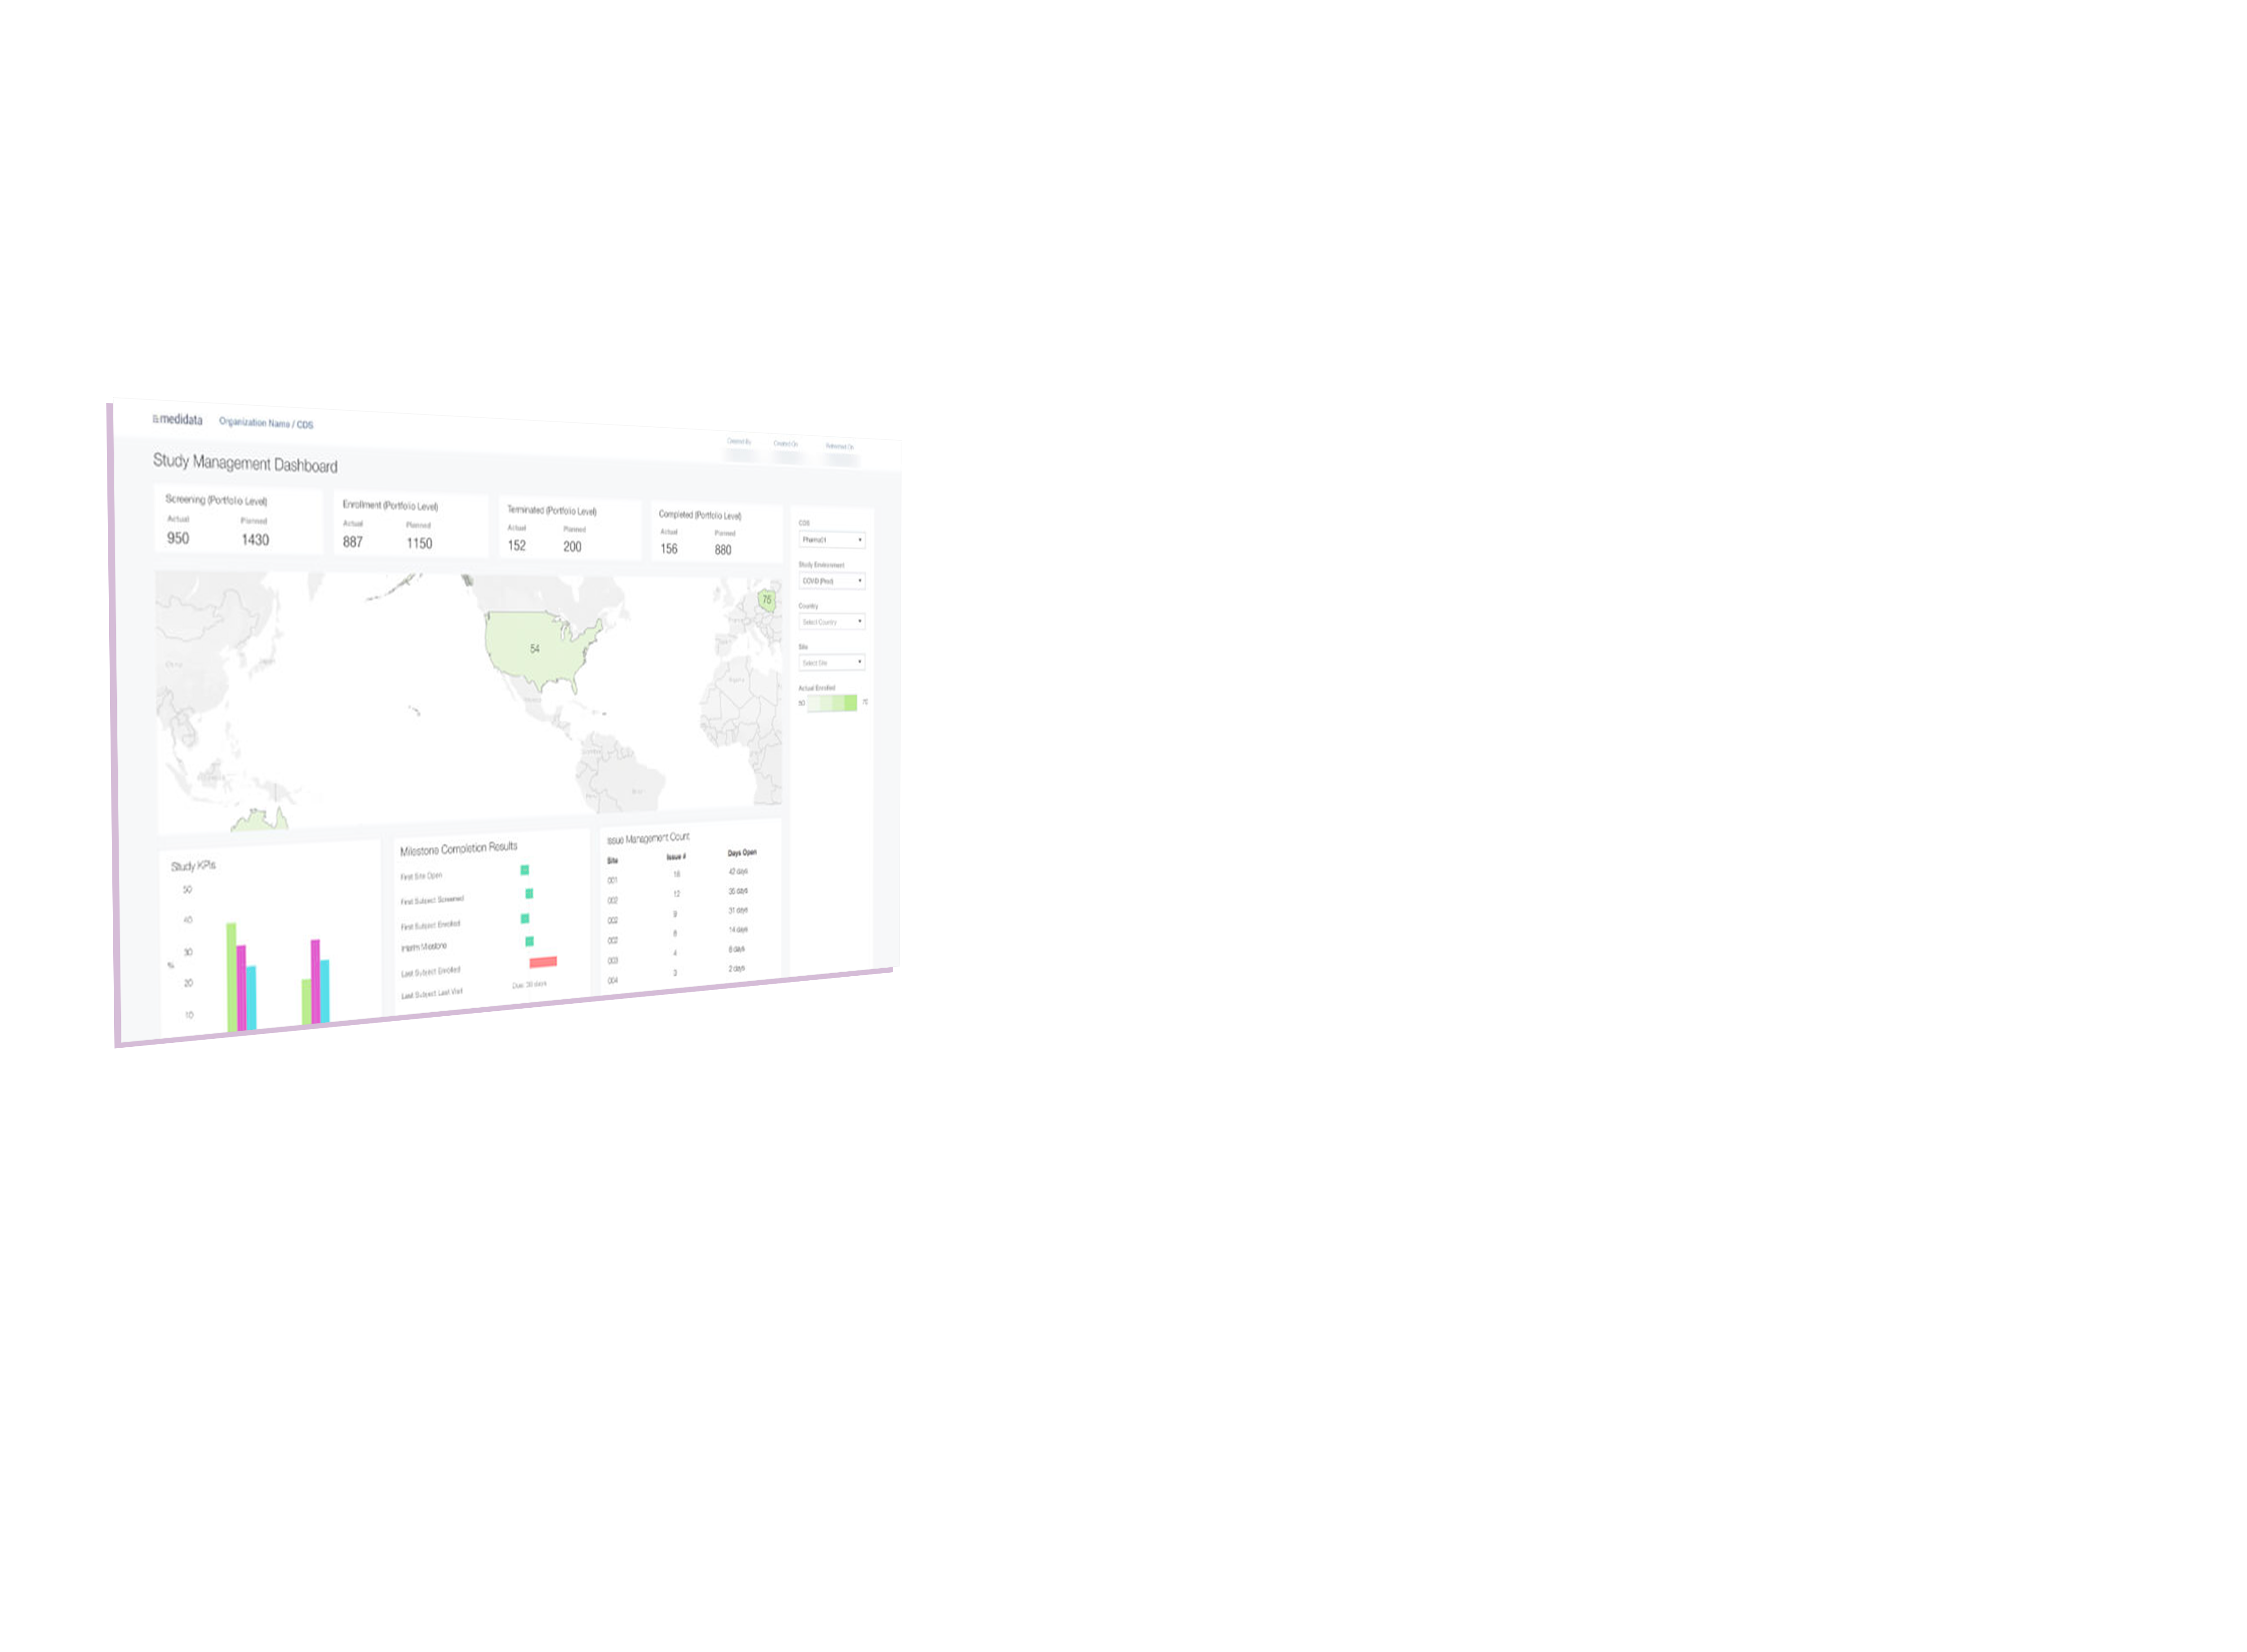 medidata Organization Name / CDS
Created By Created On Refreshed On
Study Management Dashboard
Screening (Portfolio Level)
Actual Planned
950 1430
Enrollment (Portfolio Level)
Actual Planned
887 1150
Terminated (Portfolio Level)
Actual Planned
152 200
Completed (Portfolio Level)
Actual Planned
156 880
CDS
Study Environment
COVID (Prod)
Country
Select Country
Site
Select Site
Actual Enrolled
50 75
75
54
China
Algeria
Study KPIs
50
40
30
%
20
10
Milestone Completion Results
First Site Open
First Subject Screened
First Subject Enrolled
Interim Milestone
Last Subject Enrolled
Last Subject Last Visit Due: 39 days
Issue Management Count
Site Issue # Days Open
001 18 42 days
002 12 35 days
002 9 31 days
002 8 14 days
003 4 8 days
004 3 2 days